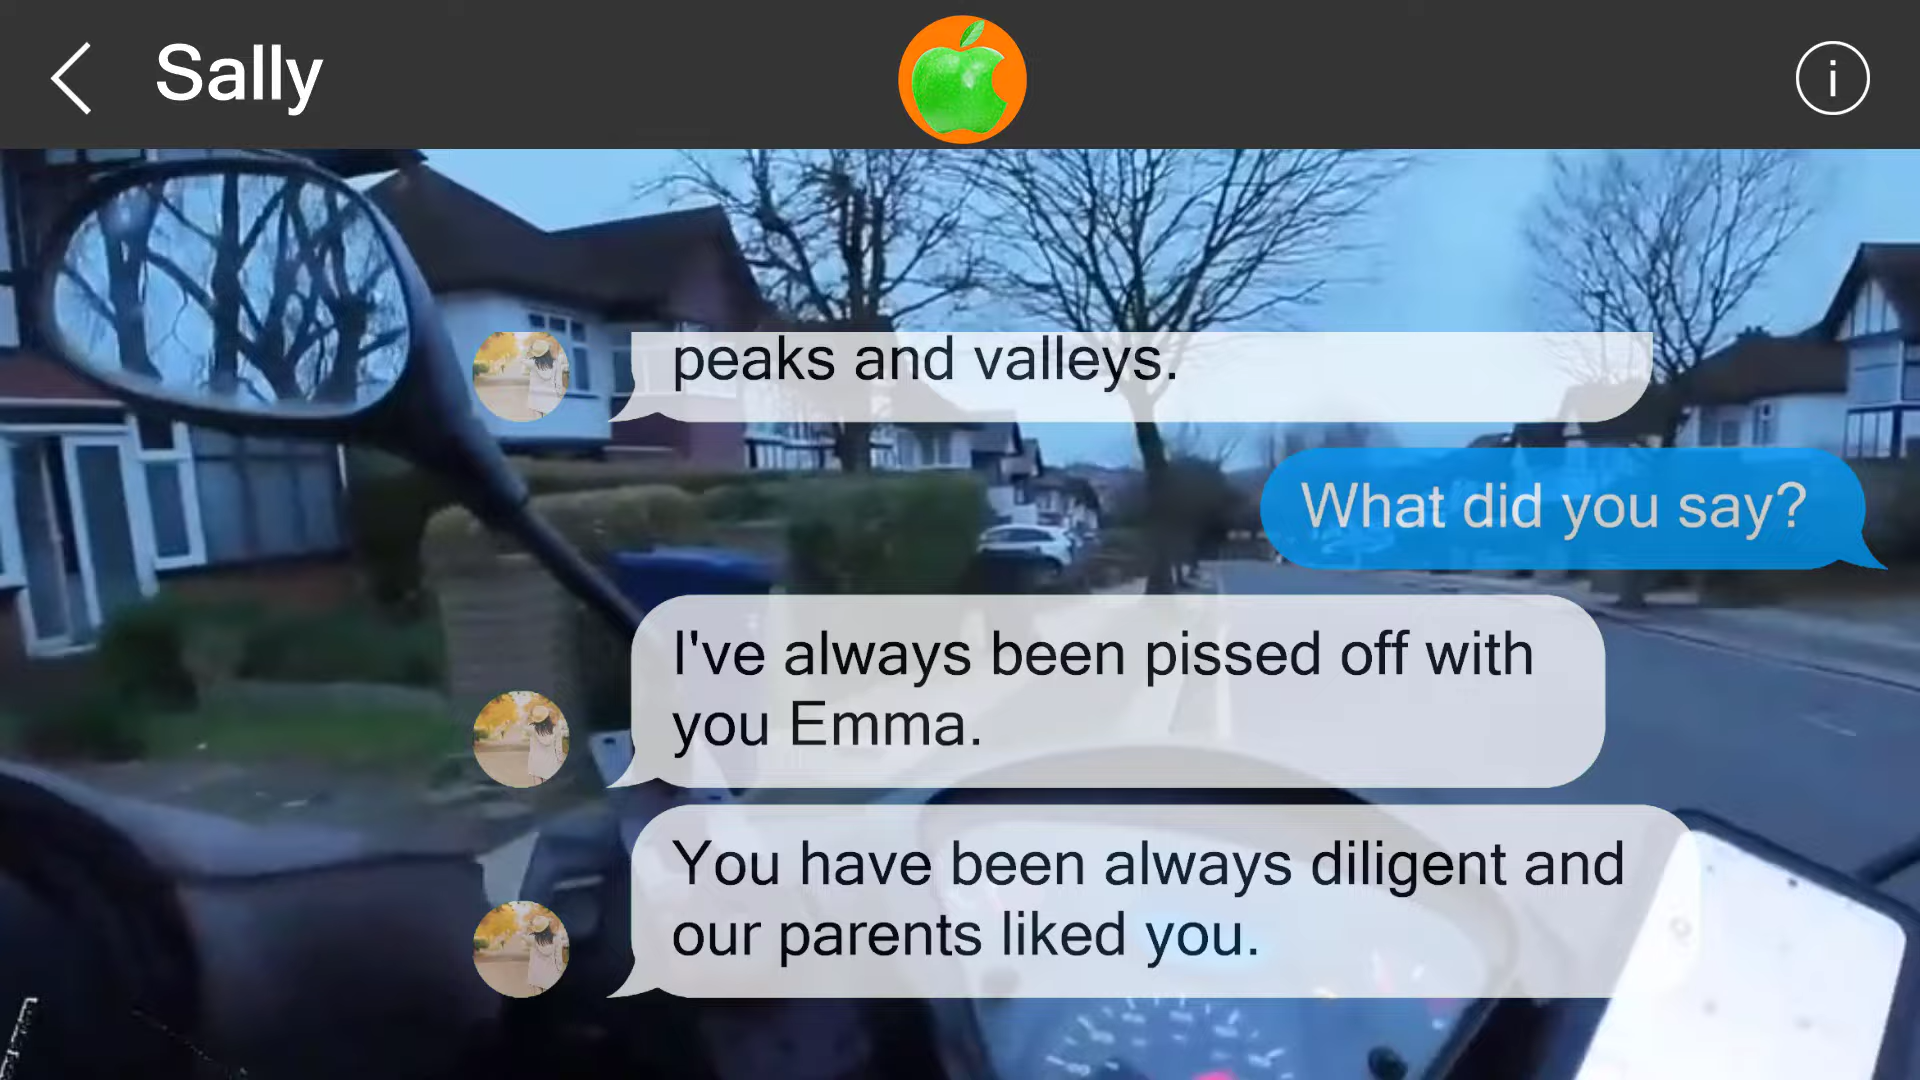 Sally
i
peaks and valleys.
What did you say?
I've always been pissed off with
you Emma.
You have been always diligent and
our parents liked you.